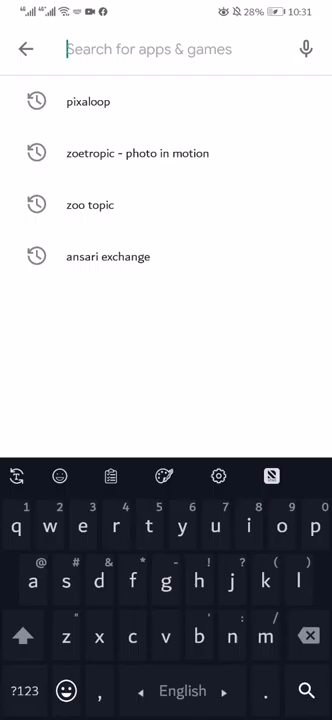 28% 10:31
Search for apps & games
pixaloop
zoetropic - photo in motion
zoo topic
ansari exchange
1 2 3 4 5 6 7 8 9 0
q w e r t y u i o p
@ # & * - ! ? ( )
a s d f g h j k l
" ' : /
z x c v b n m
?123 , English .